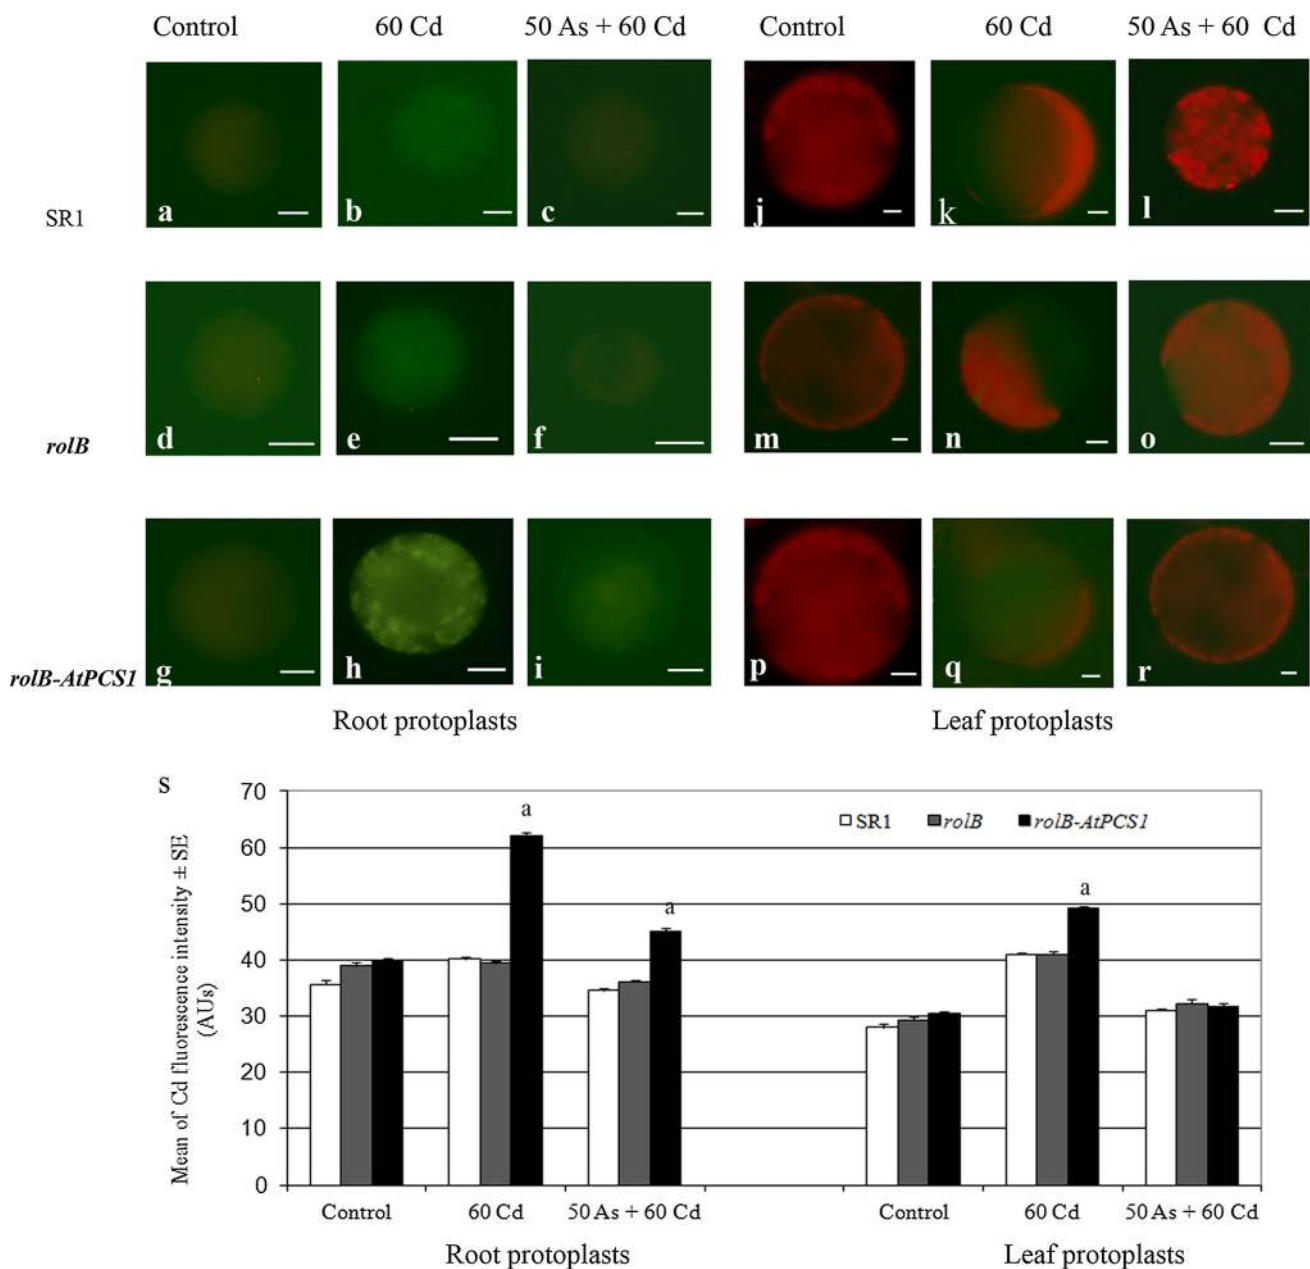 Control 60 Cd 50 As + 60 Cd Control 60 Cd 50 As + 60 Cd
SR1 a b c j k l
rolB d e f m n o
rolB-AtPCS1 g h i p q r
Root protoplasts Leaf protoplasts
s
Mean of Cd fluorescence intensity ± SE
(AUs)
70
60
50
40
30
20
10
0
SR1 rolB rolB-AtPCS1
a
a
a
Control 60 Cd 50 As + 60 Cd Control 60 Cd 50 As + 60 Cd
Root protoplasts Leaf protoplasts